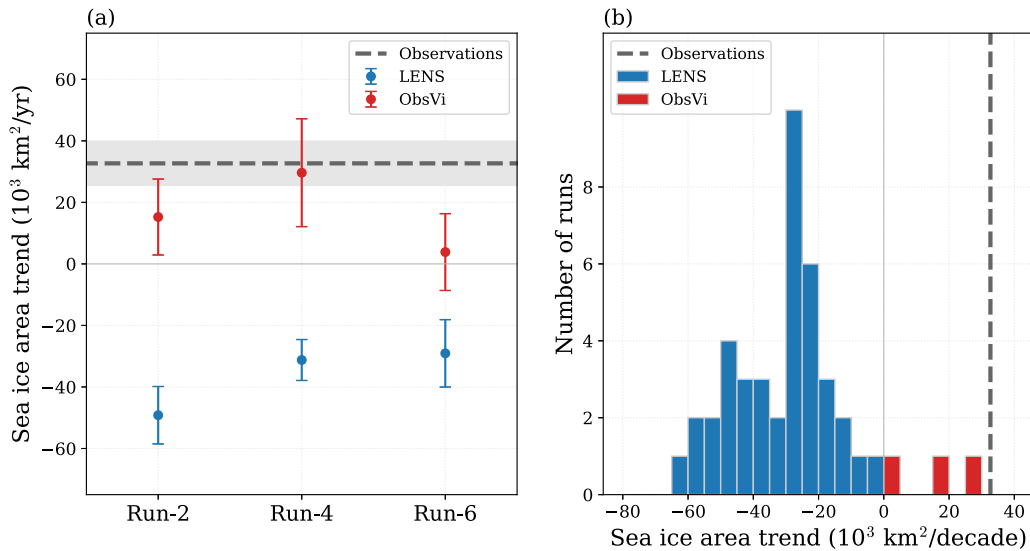 (a)
Sea ice area trend (10³ km²/yr)
60
40
20
0
−20
−40
−60
Observations
LENS
ObsVi
Run-2
Run-4
Run-6
(b)
Number of runs
8
6
4
2
0
Observations
LENS
ObsVi
−80
−60
−40
−20
0
20
40
Sea ice area trend (10³ km²/decade)